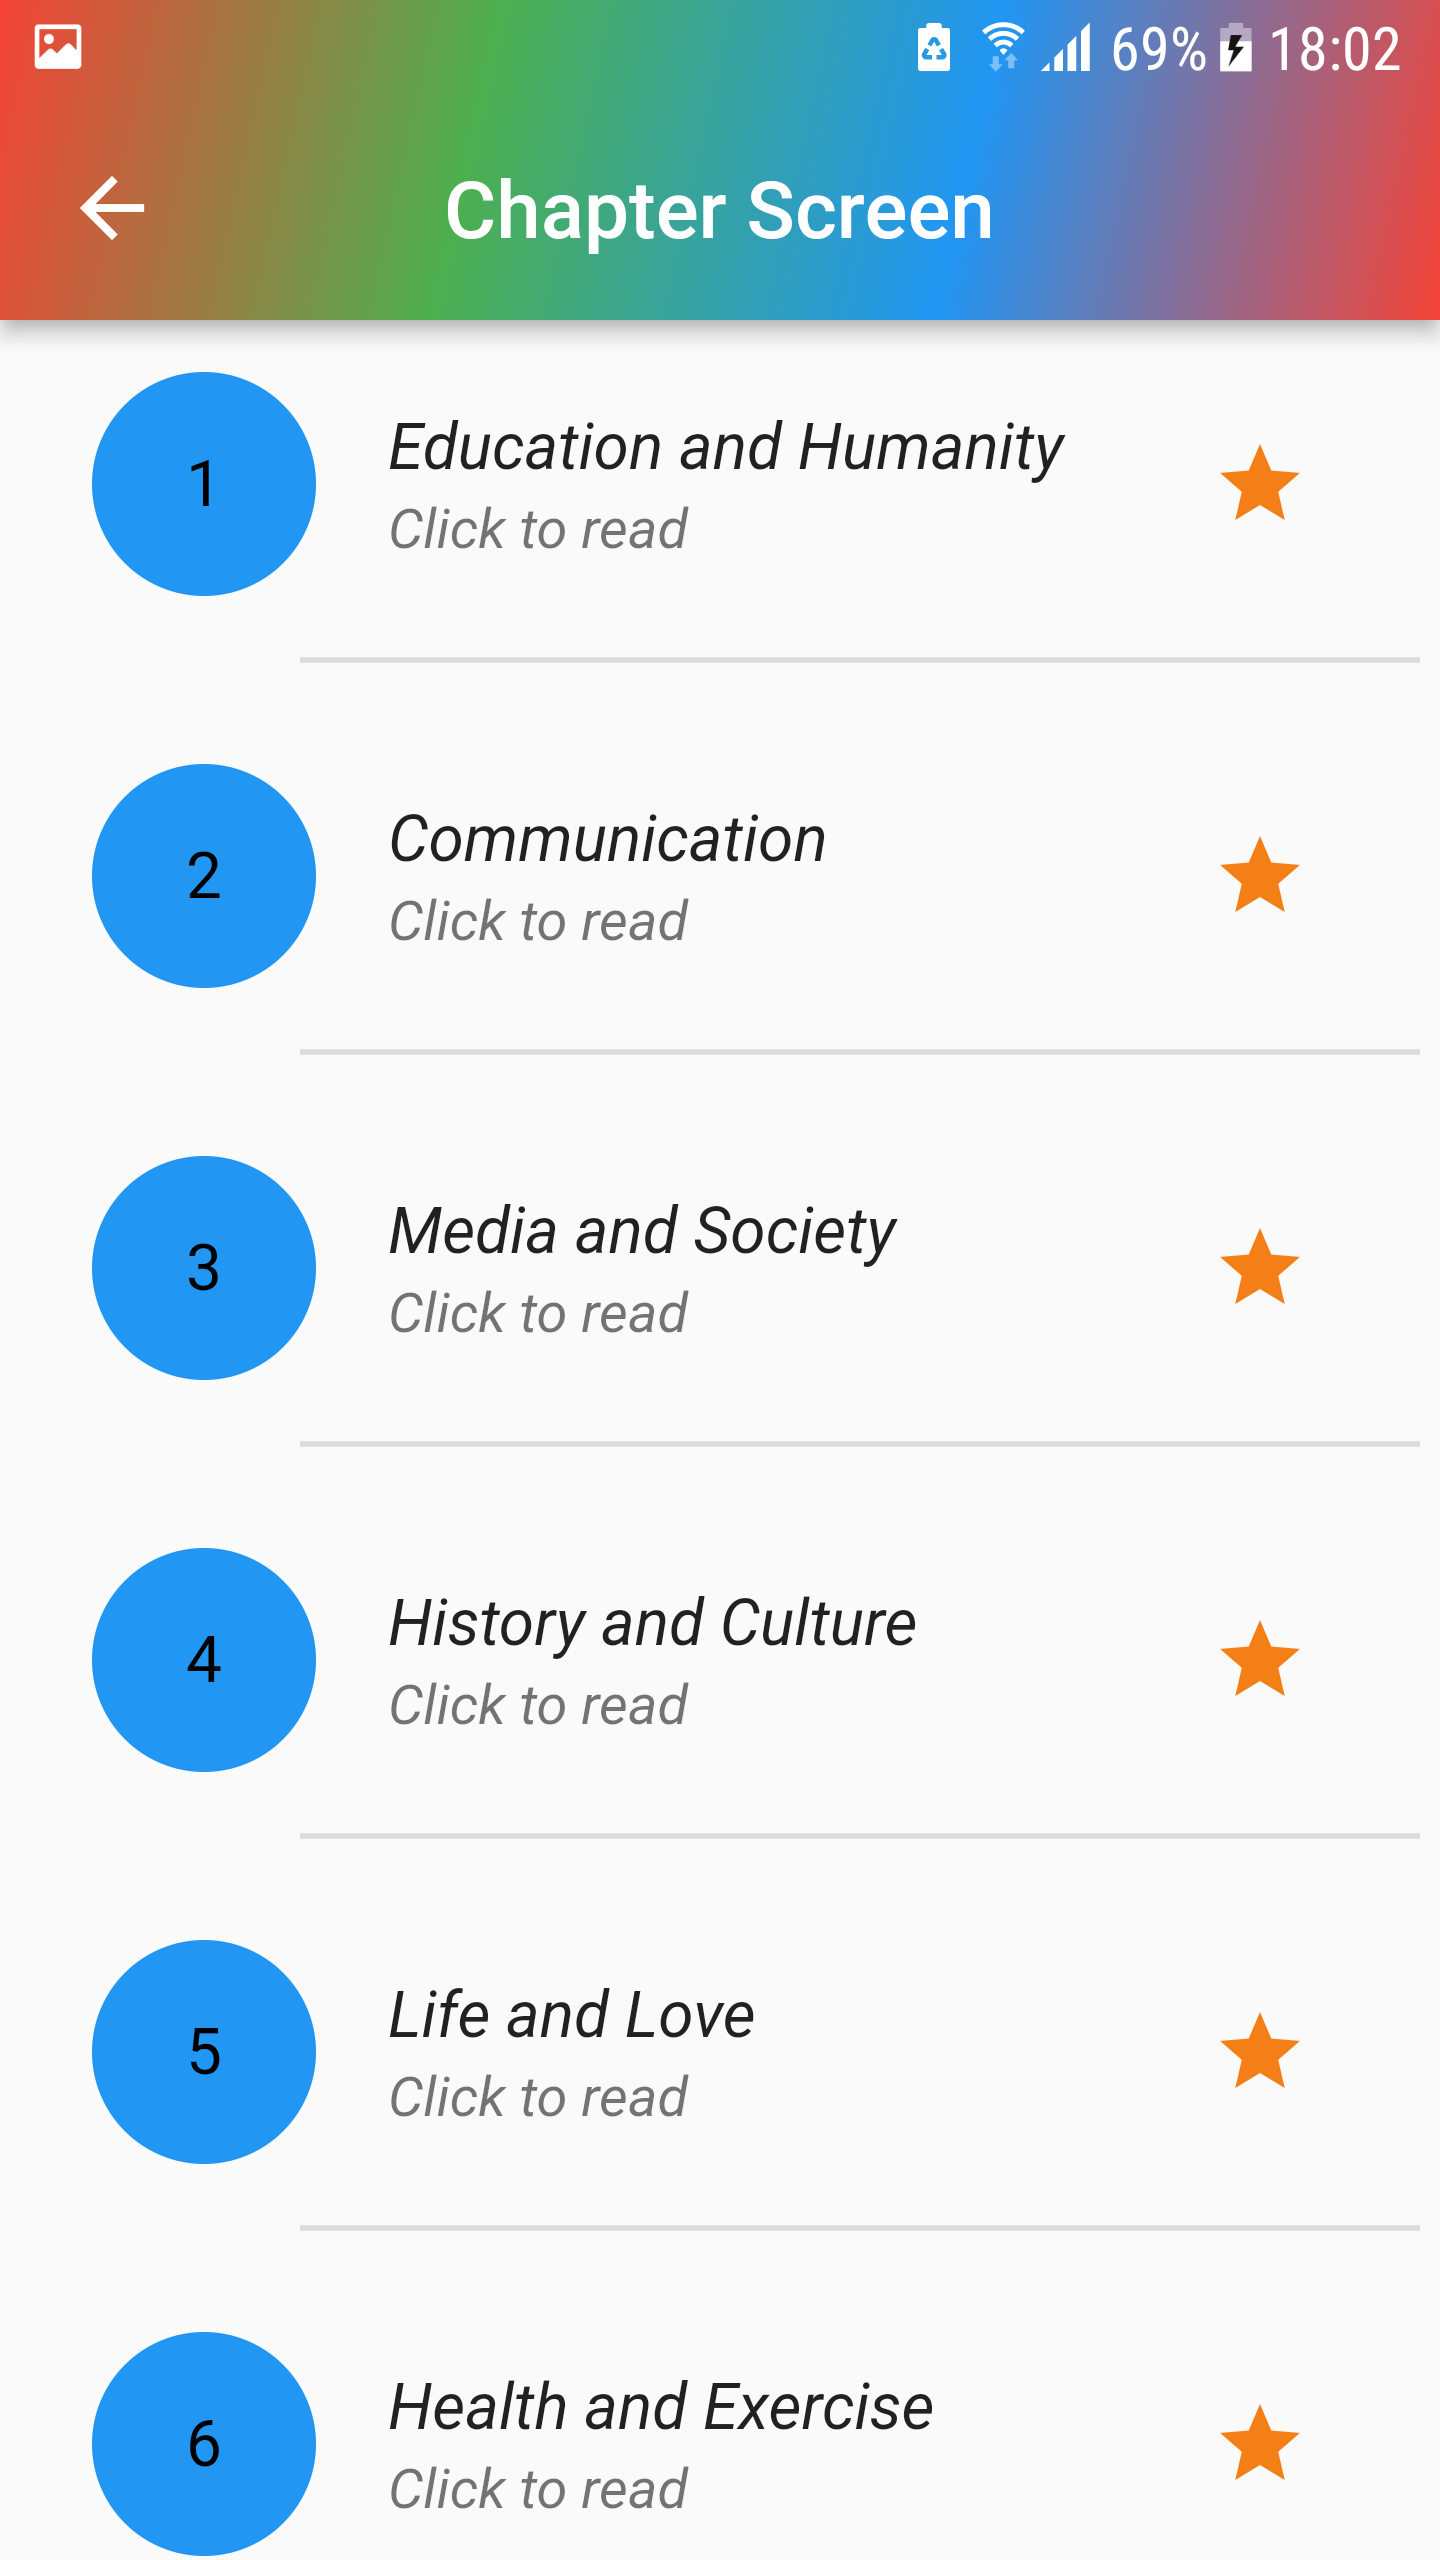 69% 18:02
Chapter Screen
1
Education and Humanity
Click to read
2
Communication
Click to read
3
Media and Society
Click to read
4
History and Culture
Click to read
5
Life and Love
Click to read
6
Health and Exercise
Click to read